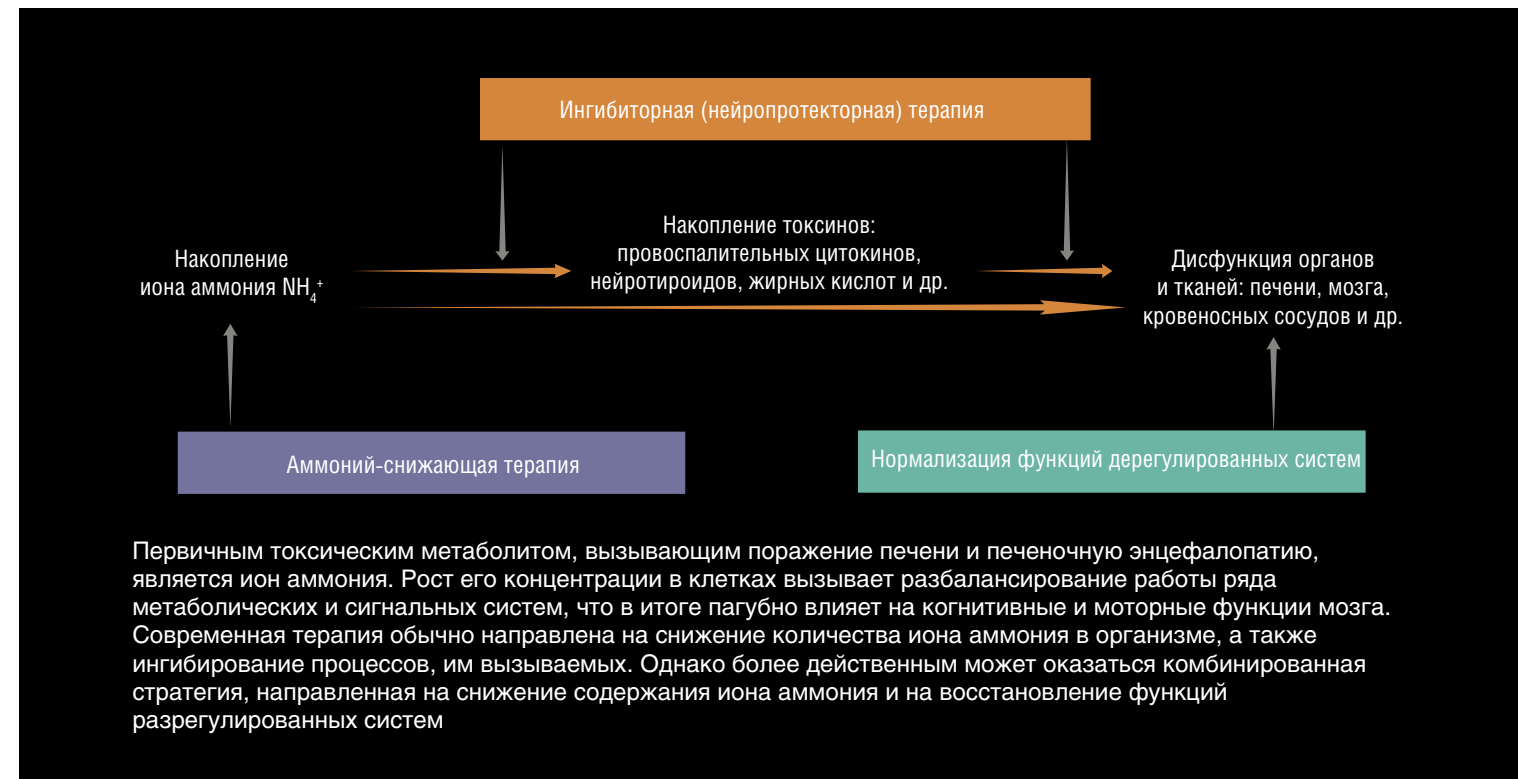 Ингибиторная (нейропротекторная) терапия
Накопление токсинов:
провоспалительных цитокинов,
нейротироидов, жирных кислот и др.
Накопление
иона аммония NH₄⁺
Дисфункция органов
и тканей: печени, мозга,
кровеносных сосудов и др.
Аммоний-снижающая терапия
Нормализация функций дерегулированных систем
Первичным токсическим метаболитом, вызывающим поражение печени и печеночную энцефалопатию,
является ион аммония. Рост его концентрации в клетках вызывает разбалансирование работы ряда
метаболических и сигнальных систем, что в итоге пагубно влияет на когнитивные и моторные функции мозга.
Современная терапия обычно направлена на снижение количества иона аммония в организме, а также
ингибирование процессов, им вызываемых. Однако более действенным может оказаться комбинированная
стратегия, направленная на снижение содержания иона аммония и на восстановление функций
разрегулированных систем